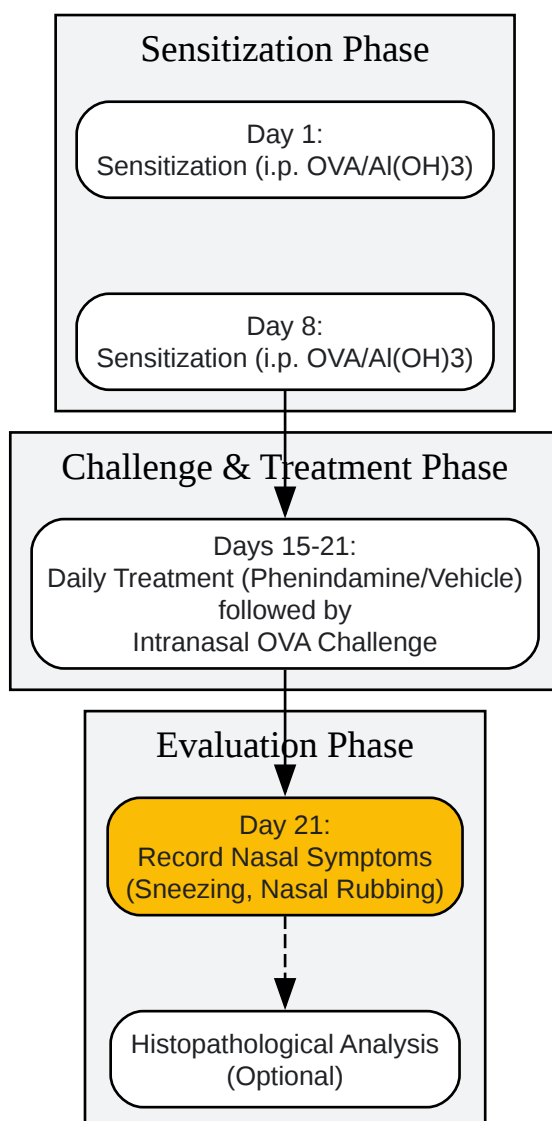 Sensitization Phase
Day 1:
Sensitization (i.p. OVA/Al(OH)3)
Day 8:
Sensitization (i.p. OVA/Al(OH)3)
Challenge & Treatment Phase
Days 15-21:
Daily Treatment (Phenindamine/Vehicle)
followed by
Intranasal OVA Challenge
Evaluation Phase
Day 21:
Record Nasal Symptoms
(Sneezing, Nasal Rubbing)
Histopathological Analysis
(Optional)